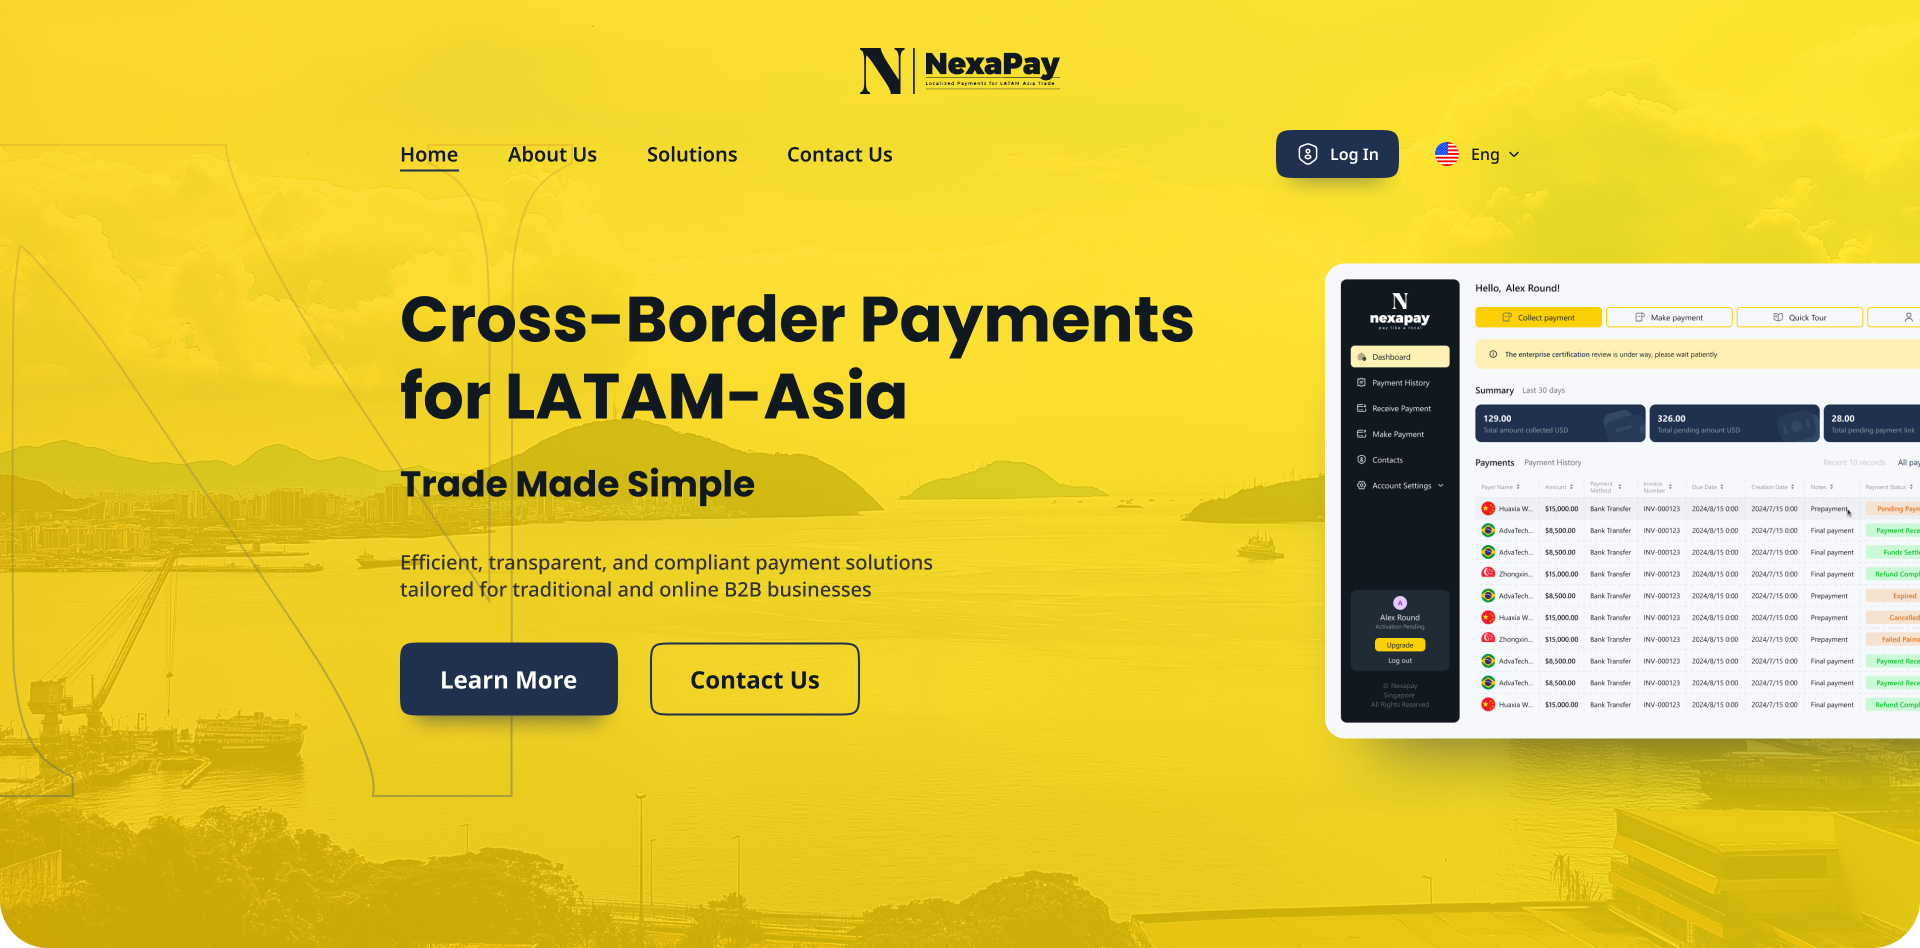 N
NexaPay
Localized Payments for LATAM Asia Trade
Home
About Us
Solutions
Contact Us
Log In
Eng
Cross-Border Payments
for LATAM-Asia
Trade Made Simple
Efficient, transparent, and compliant payment solutions
tailored for traditional and online B2B businesses
Learn More
Contact Us
N
nexapay
pay like a local
Dashboard
Payment History
Receive Payment
Make Payment
Contacts
Account Settings
A
Alex Round
Activation Pending
Upgrade
Log out
© Nexapay
Singapore
All Rights Reserved
Hello, Alex Round!
Collect payment
Make payment
Quick Tour
The enterprise certification review is under way, please wait patiently
Summary Last 30 days
129.00
Total amount collected USD
326.00
Total pending amount USD
28.00
Total pending payment link
Payments Payment History Recent 10 records All pay
Payer Name Amount Payment Method Invoice Number Due Date Creation Date Notes Payment Status
Huaxia W... $15,000.00 Bank Transfer INV-000123 2024/8/15 0:00 2024/7/15 0:00 Prepayment Pending Paym
AdvaTech... $8,500.00 Bank Transfer INV-000123 2024/8/15 0:00 2024/7/15 0:00 Final payment Payment Rece
AdvaTech... $8,500.00 Bank Transfer INV-000123 2024/8/15 0:00 2024/7/15 0:00 Final payment Funds Settl
Zhongxin... $15,000.00 Bank Transfer INV-000123 2024/8/15 0:00 2024/7/15 0:00 Final payment Refund Compl
AdvaTech... $8,500.00 Bank Transfer INV-000123 2024/8/15 0:00 2024/7/15 0:00 Prepayment Expired
Huaxia W... $15,000.00 Bank Transfer INV-000123 2024/8/15 0:00 2024/7/15 0:00 Prepayment Cancelled
Zhongxin... $15,000.00 Bank Transfer INV-000123 2024/8/15 0:00 2024/7/15 0:00 Prepayment Failed Paime
AdvaTech... $8,500.00 Bank Transfer INV-000123 2024/8/15 0:00 2024/7/15 0:00 Final payment Payment Rece
AdvaTech... $8,500.00 Bank Transfer INV-000123 2024/8/15 0:00 2024/7/15 0:00 Final payment Payment Rece
Huaxia W... $15,000.00 Bank Transfer INV-000123 2024/8/15 0:00 2024/7/15 0:00 Final payment Refund Compl